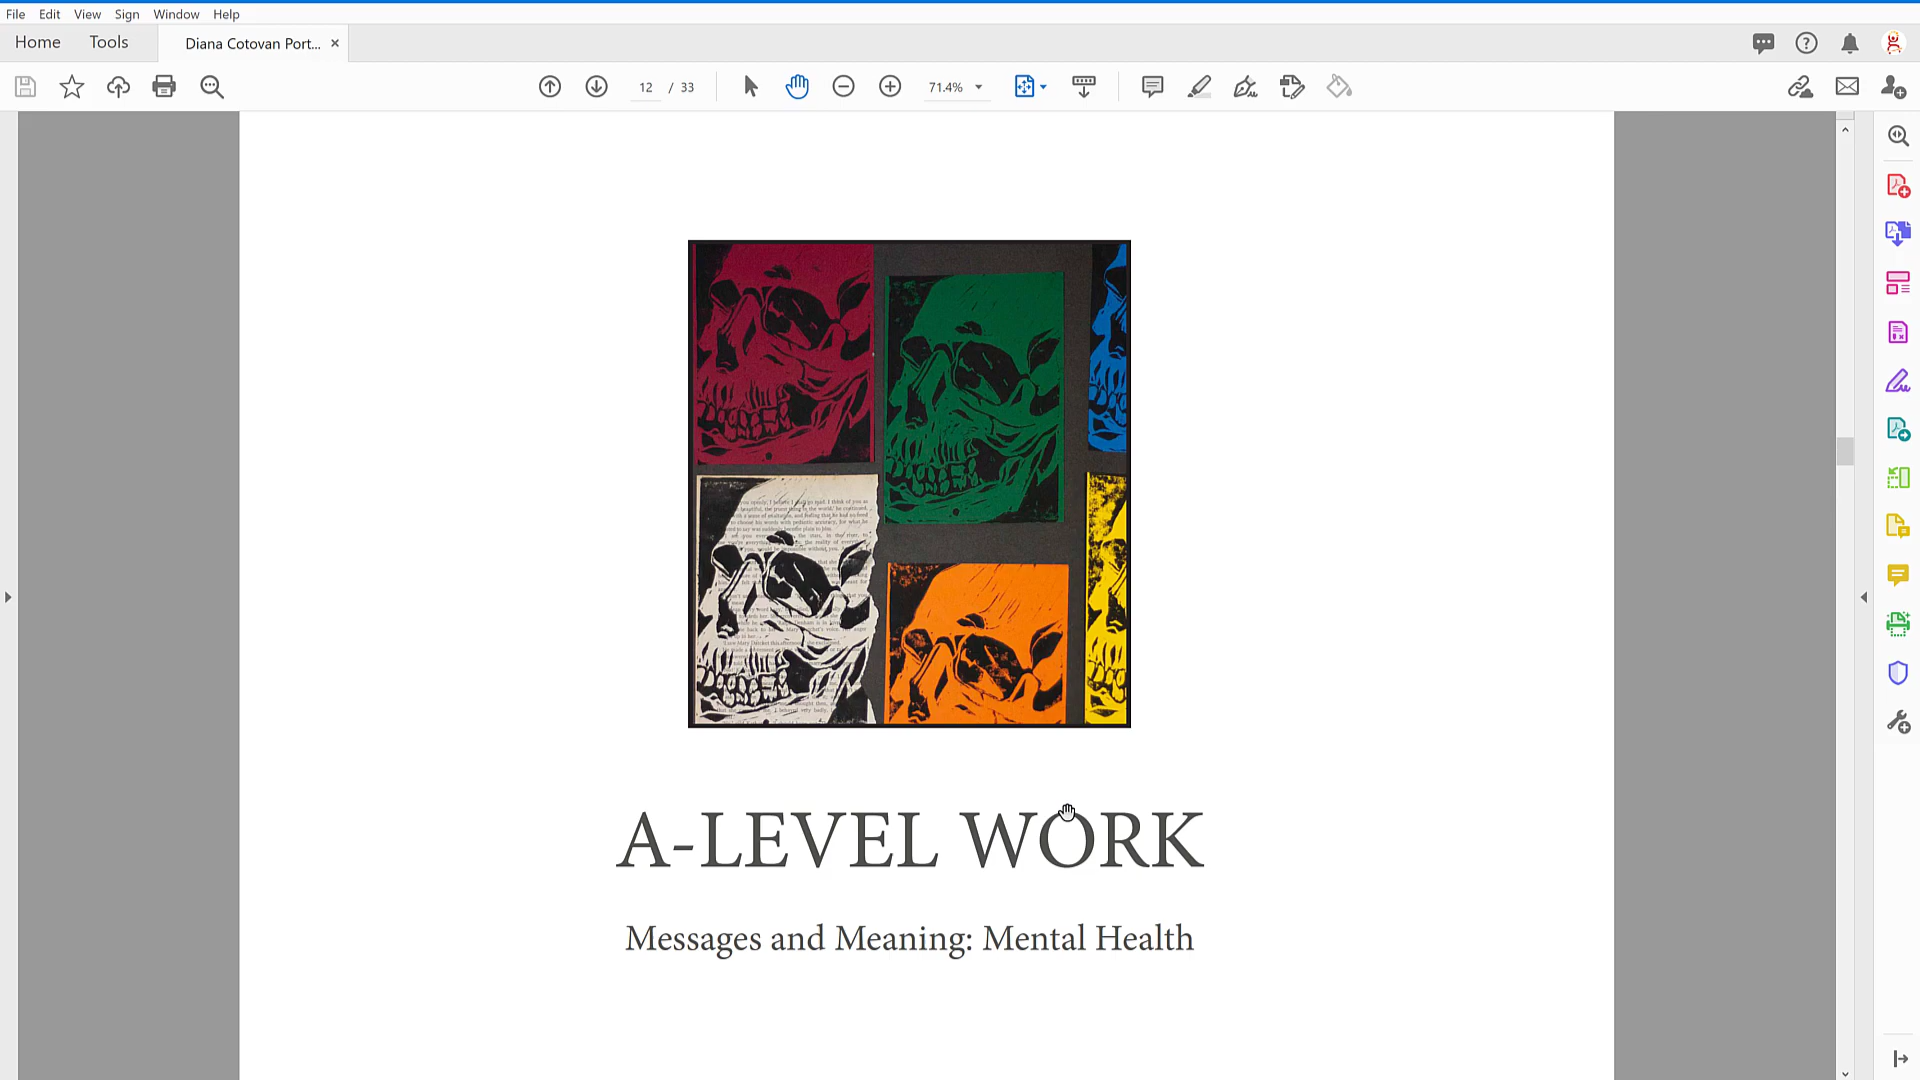 File Edit View Sign Window Help
Home Tools Diana Cotovan Port... ×
12 / 33 71.4%
A-LEVEL WORK
Messages and Meaning: Mental Health